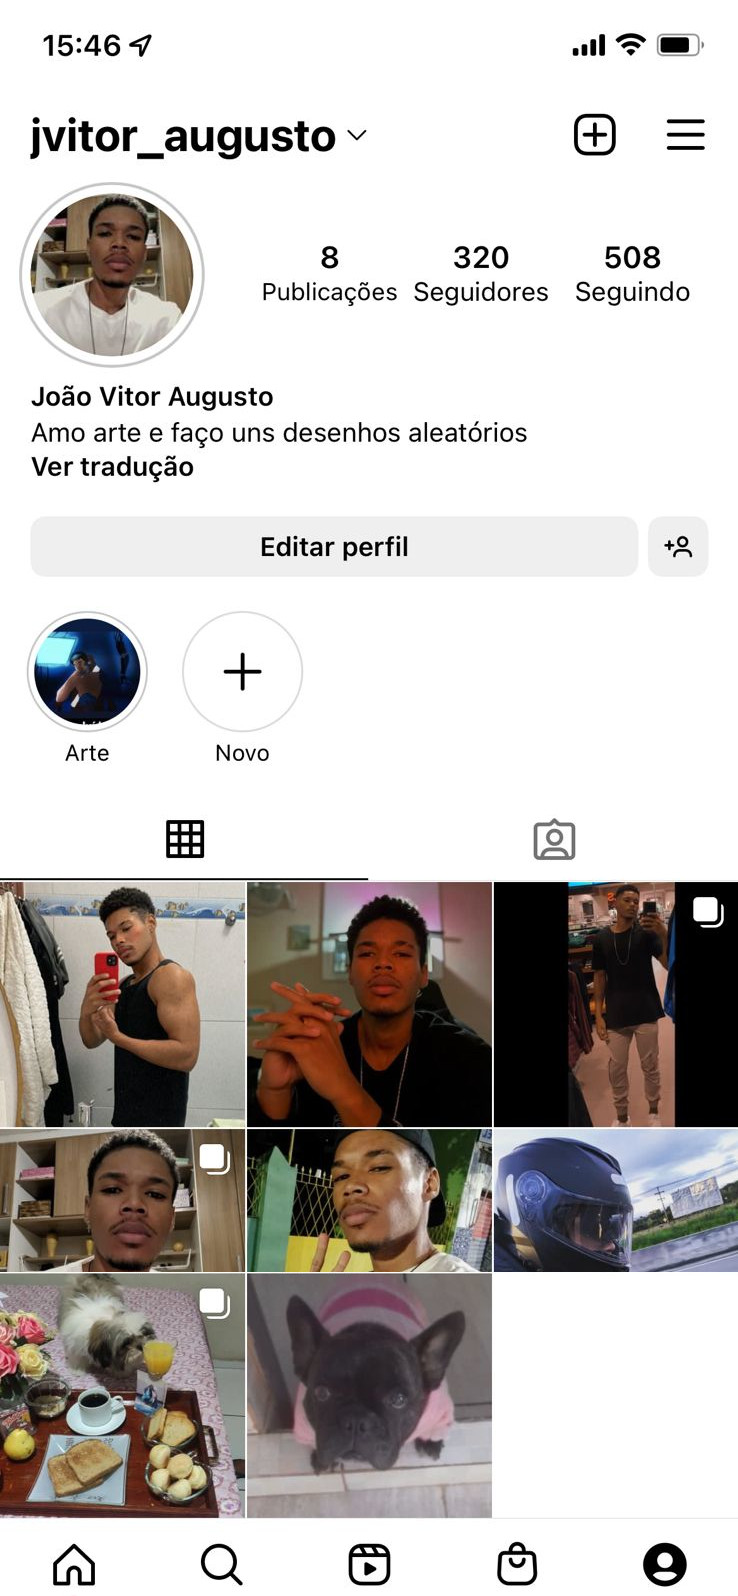 15:46
jvitor_augusto
8 320 508
Publicações Seguidores Seguindo
João Vitor Augusto
Amo arte e faço uns desenhos aleatórios
Ver tradução
Editar perfil
Arte Novo